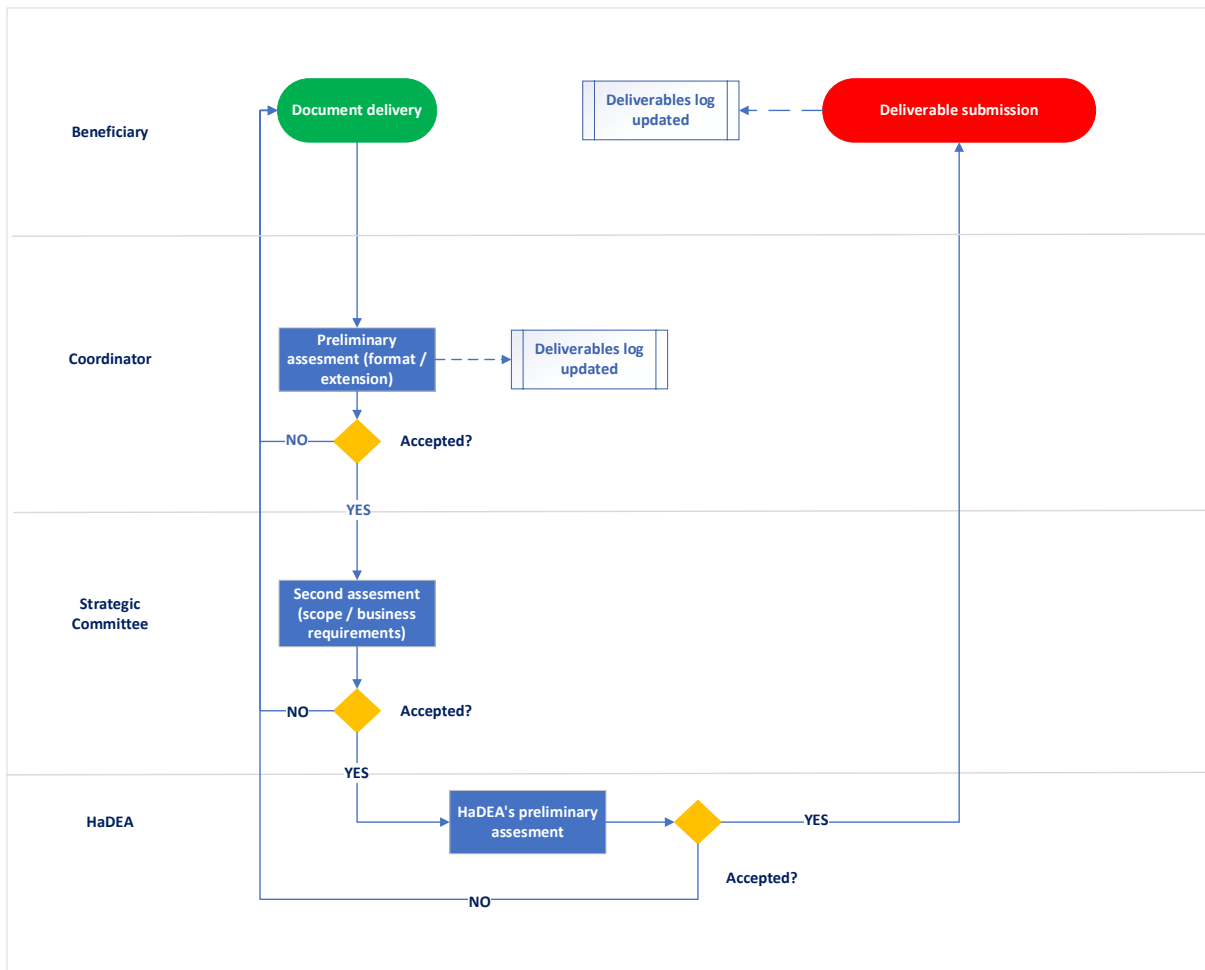 Beneficiary
Document delivery
Deliverables log
updated
Deliverable submission
Coordinator
Preliminary
assesment (format /
extension)
Deliverables log
updated
NO
Accepted?
YES
Strategic
Committee
Second assesment
(scope / business
requirements)
NO
Accepted?
YES
HaDEA
HaDEA's preliminary
assesment
YES
Accepted?
NO